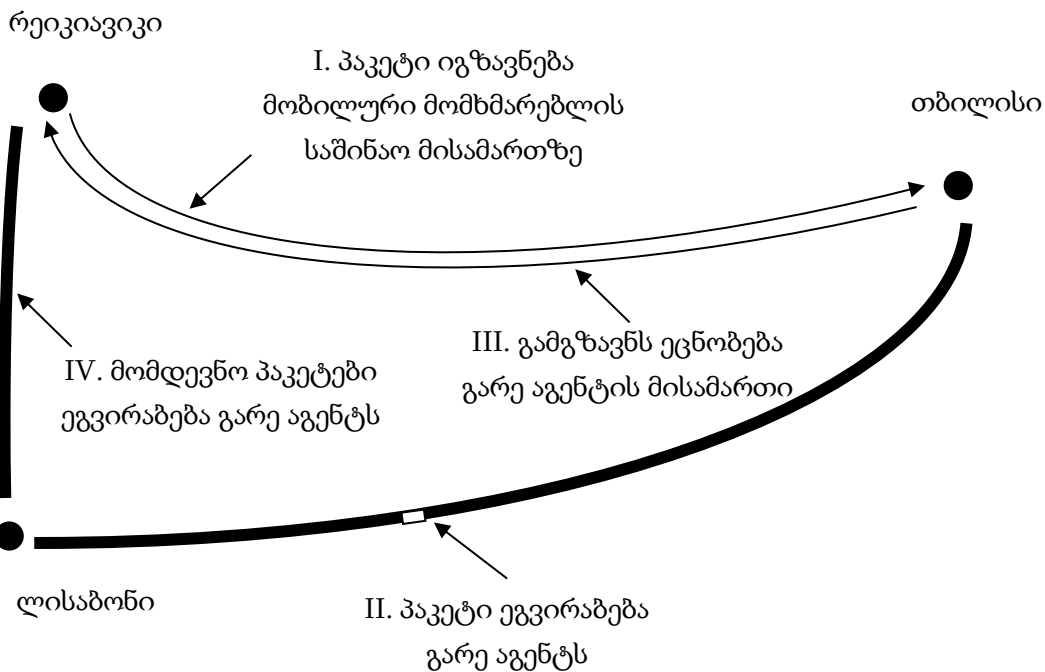 რეიკიავიკი
I. პაკეტი იგზავნება
მობილური მომხმარებლის
საშინაო მისამართზე
თბილისი
III. გამგზავნს ეცნობება
გარე აგენტის მისამართი
IV. მომდევნო პაკეტები
ეგვირაბება გარე აგენტს
ლისაბონი
II. პაკეტი ეგვირაბება
გარე აგენტს